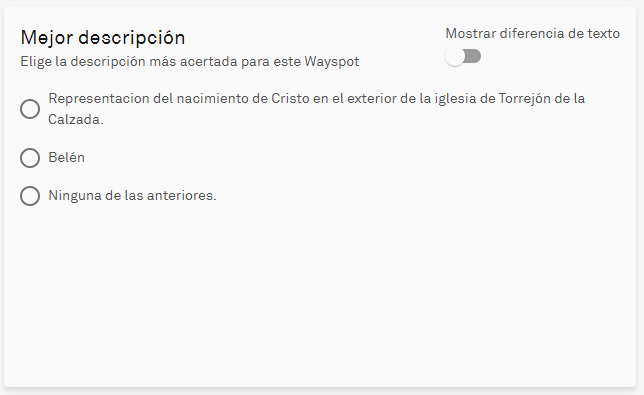 Mejor descripción
Mostrar diferencia de texto
Elige la descripción más acertada para este Wayspot
Representacion del nacimiento de Cristo en el exterior de la iglesia de Torrejón de la
Calzada.
Belén
Ninguna de las anteriores.